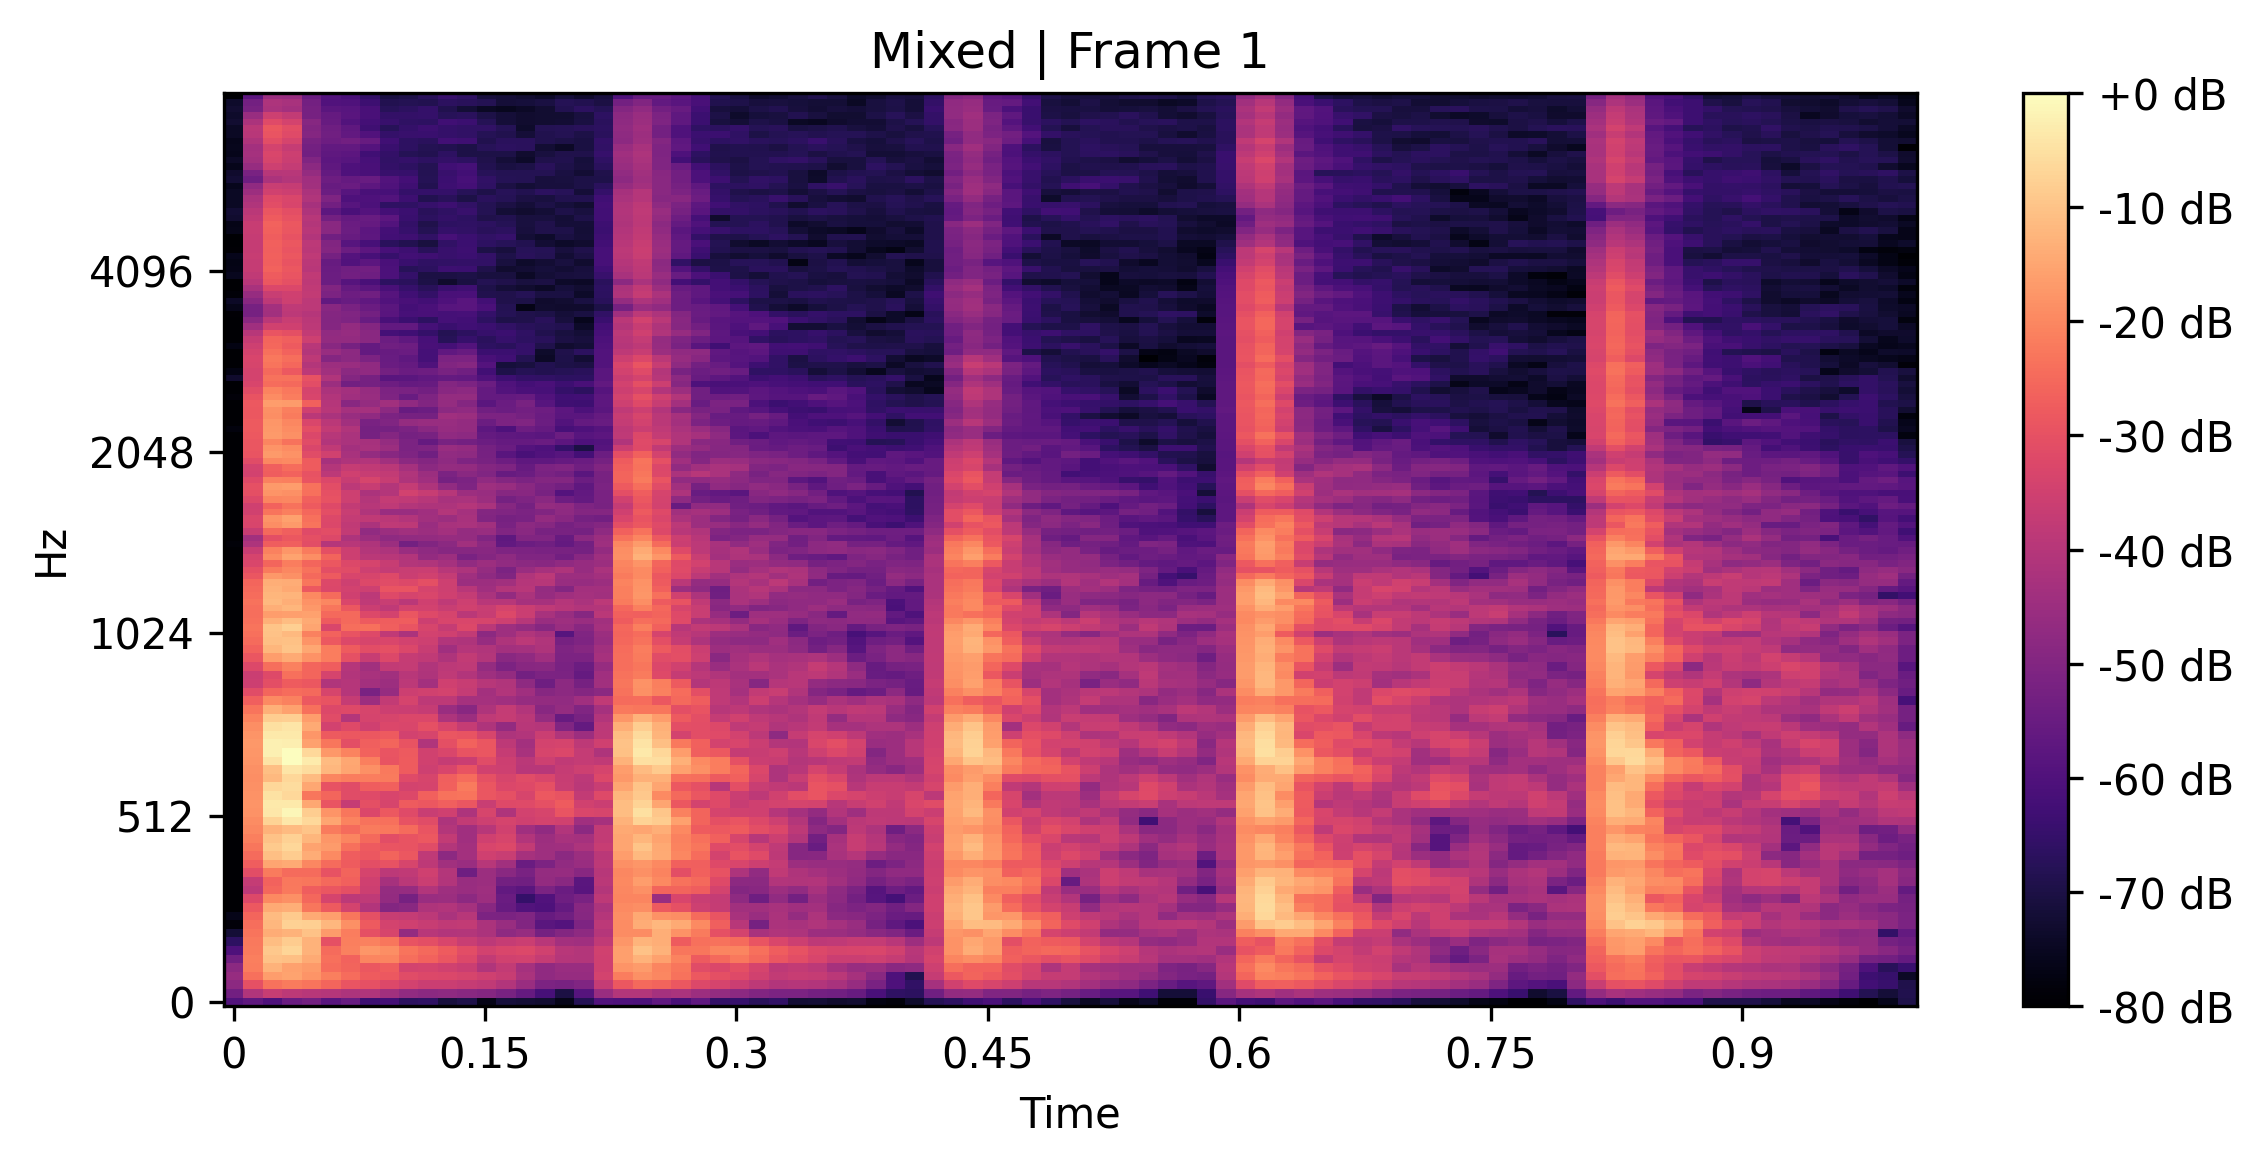 Mixed | Frame 1
+0 dB
-10 dB
-20 dB
-30 dB
-40 dB
-50 dB
-60 dB
-70 dB
-80 dB
Hz
4096
2048
1024
512
0
0 0.15 0.3 0.45 0.6 0.75 0.9
Time